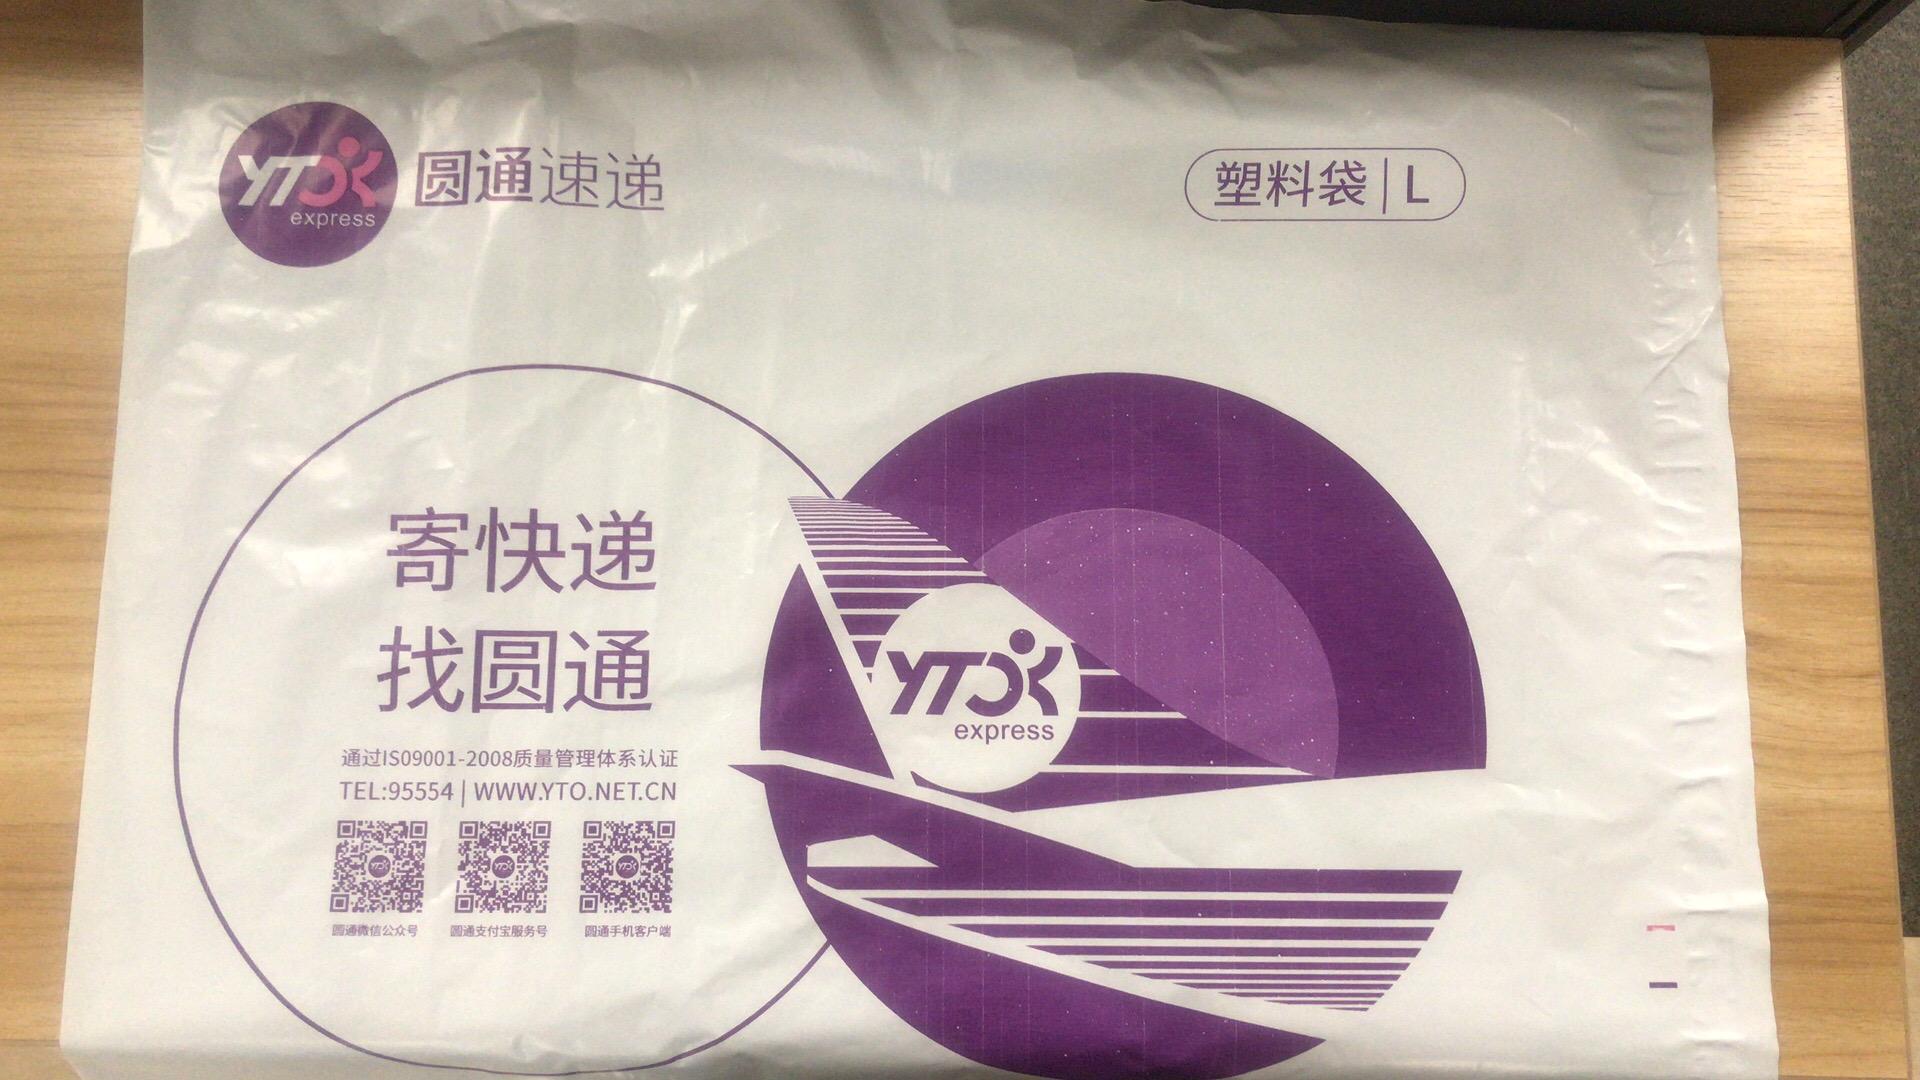 YTO express
圆通速递
塑料袋 | L
寄快递
找圆通
通过IS09001-2008质量管理体系认证
TEL:95554 | WWW.YTO.NET.CN
圆通微信公众号 圆通支付宝服务号 圆通手机客户端
YTO
express